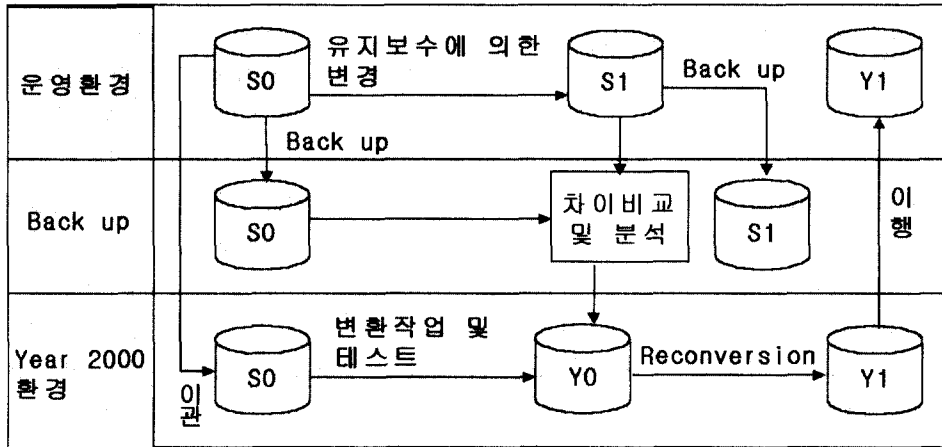 운영환경
S0
유지보수에 의한
변경
S1
Back up
Y1
Back up
Back up
S0
차이비교
및 분석
S1
이
행
Year 2000
환경
이
관
S0
변환작업 및
테스트
Y0
Reconversion
Y1